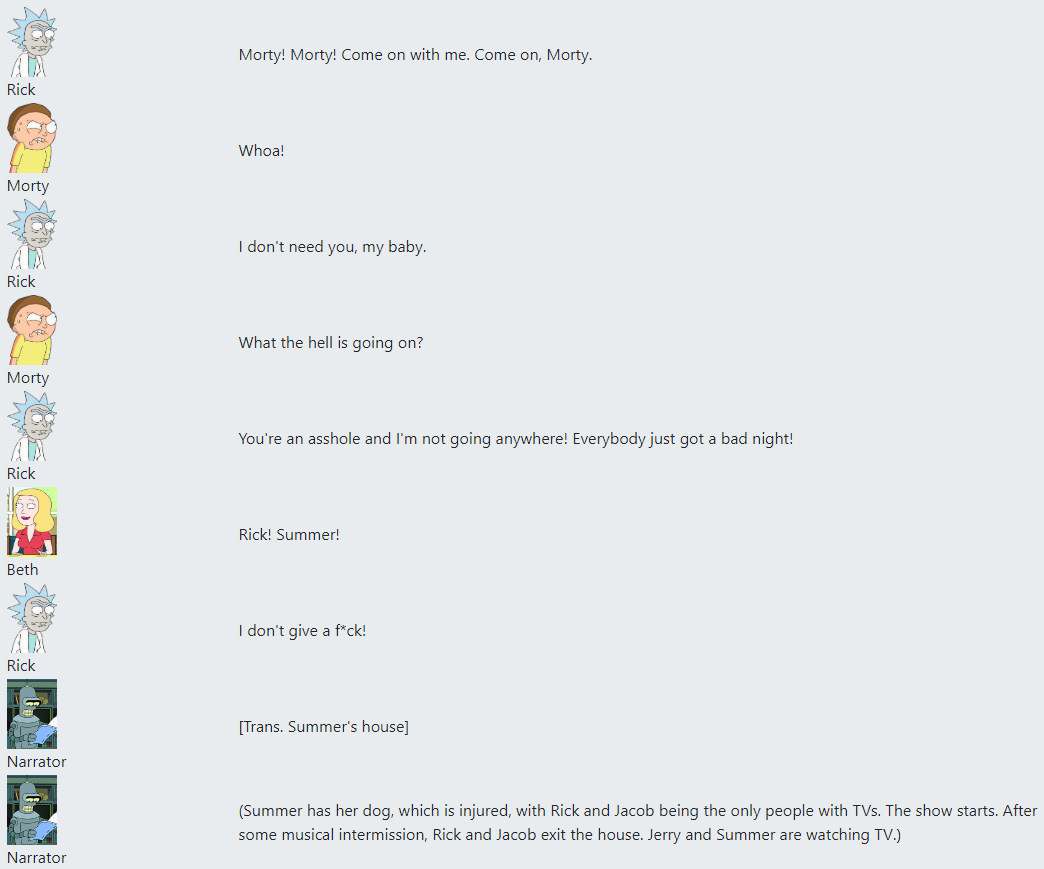 Morty! Morty! Come on with me. Come on, Morty.
Rick
Whoa!
Morty
I don't need you, my baby.
Rick
What the hell is going on?
Morty
You're an asshole and I'm not going anywhere! Everybody just got a bad night!
Rick
Rick! Summer!
Beth
I don't give a f*ck!
Rick
[Trans. Summer's house]
Narrator
(Summer has her dog, which is injured, with Rick and Jacob being the only people with TVs. The show starts. After
some musical intermission, Rick and Jacob exit the house. Jerry and Summer are watching TV.)
Narrator